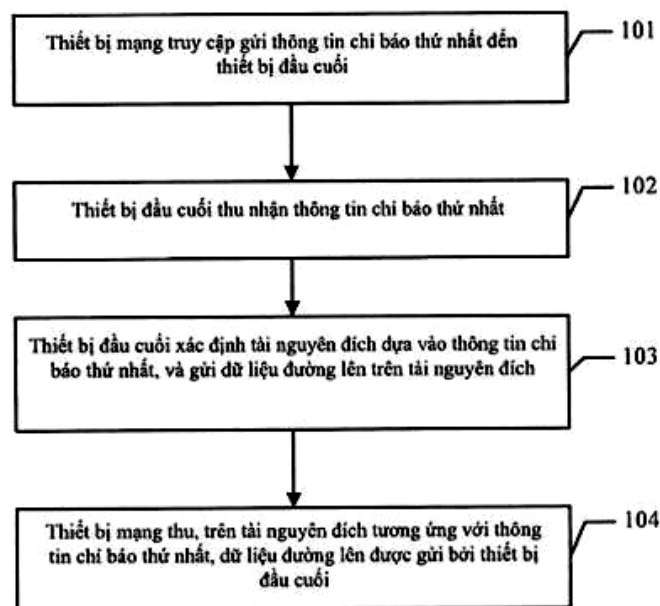 Thiết bị mạng truy cập gửi thông tin chỉ báo thứ nhất đến
thiết bị đầu cuối
101
Thiết bị đầu cuối thu nhận thông tin chỉ báo thứ nhất
102
Thiết bị đầu cuối xác định tài nguyên đích dựa vào thông tin chỉ
báo thứ nhất, và gửi dữ liệu đường lên trên tài nguyên đích
103
Thiết bị mạng thu, trên tài nguyên đích tương ứng với thông
tin chỉ báo thứ nhất, dữ liệu đường lên được gửi bởi thiết bị
đầu cuối
104